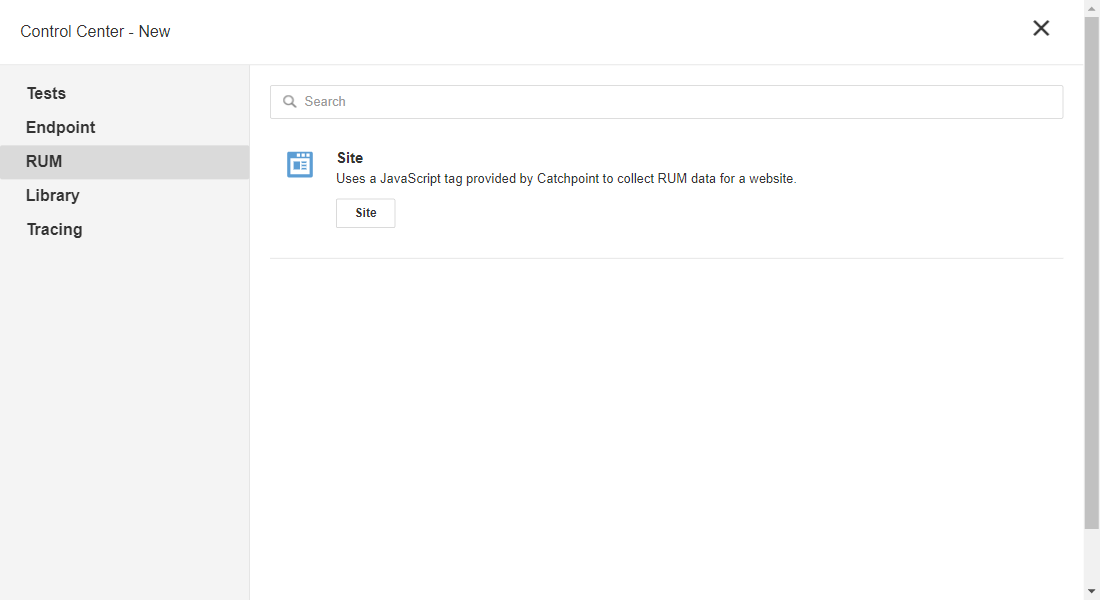 Control Center - New
Tests
Endpoint
RUM
Library
Tracing
Search
Site
Uses a JavaScript tag provided by Catchpoint to collect RUM data for a website.
Site